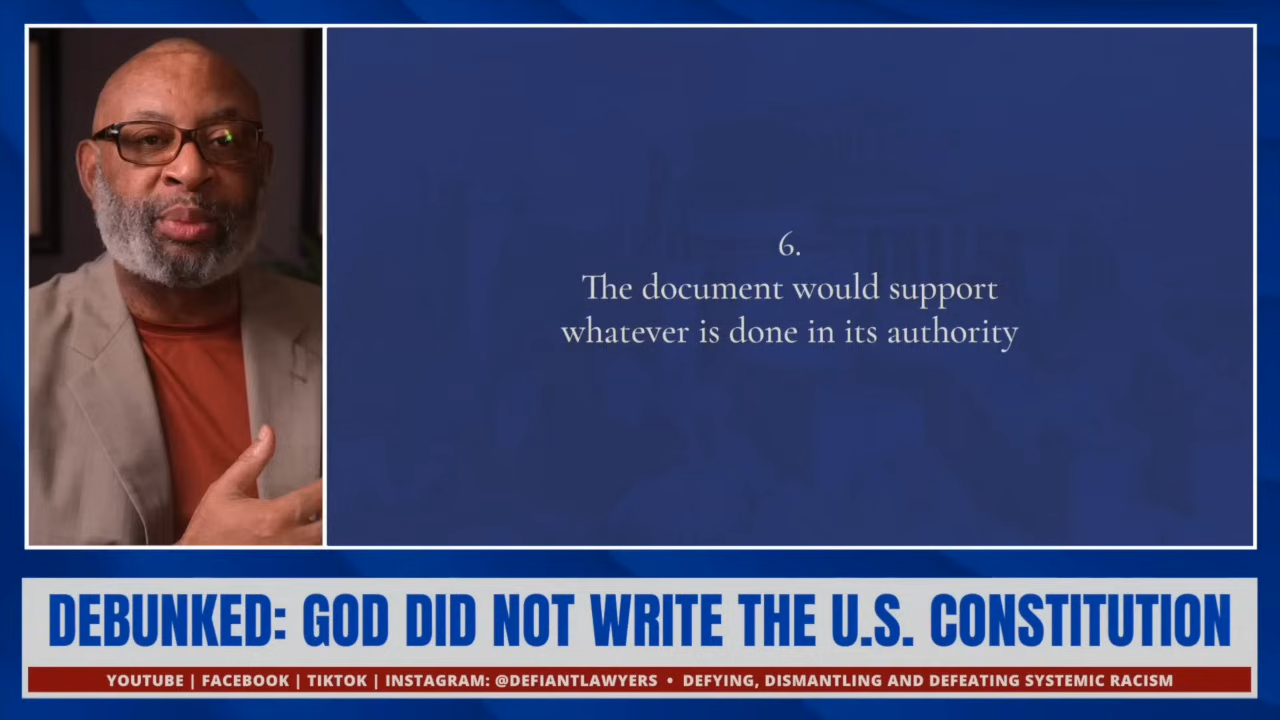 6.
The document would support
whatever is done in its authority
DEBUNKED: GOD DID NOT WRITE THE U.S. CONSTITUTION
YOUTUBE | FACEBOOK | TIKTOK | INSTAGRAM: @DEFIANTLAWYERS • DEFYING, DISMANTLING AND DEFEATING SYSTEMIC RACISM